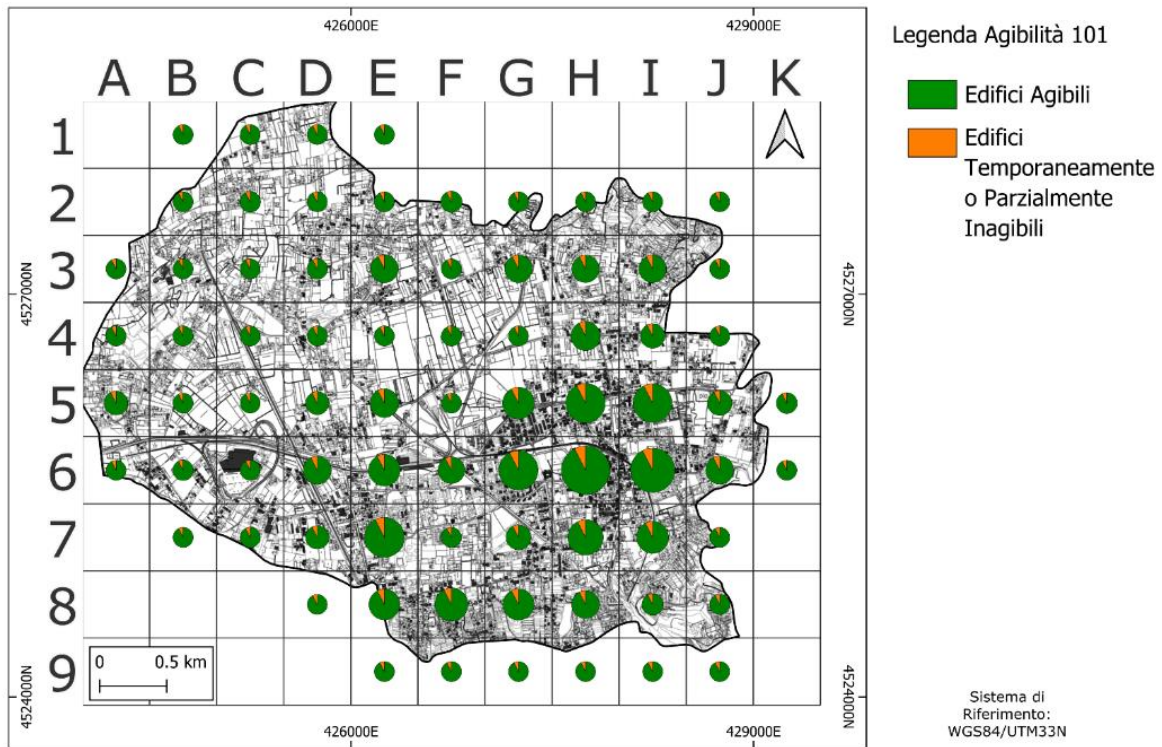 426000E 429000E
Legenda Agibilità 101
A B C D E F G H I J K
Edifici Agibili
1
Edifici
Temporaneamente
o Parzialmente
Inagibili
2
3
4527000N 4527000N
4
5
6
7
8
0 0.5 km
9
4524000N 4524000N
Sistema di
Riferimento:
WGS84/UTM33N
426000E 429000E